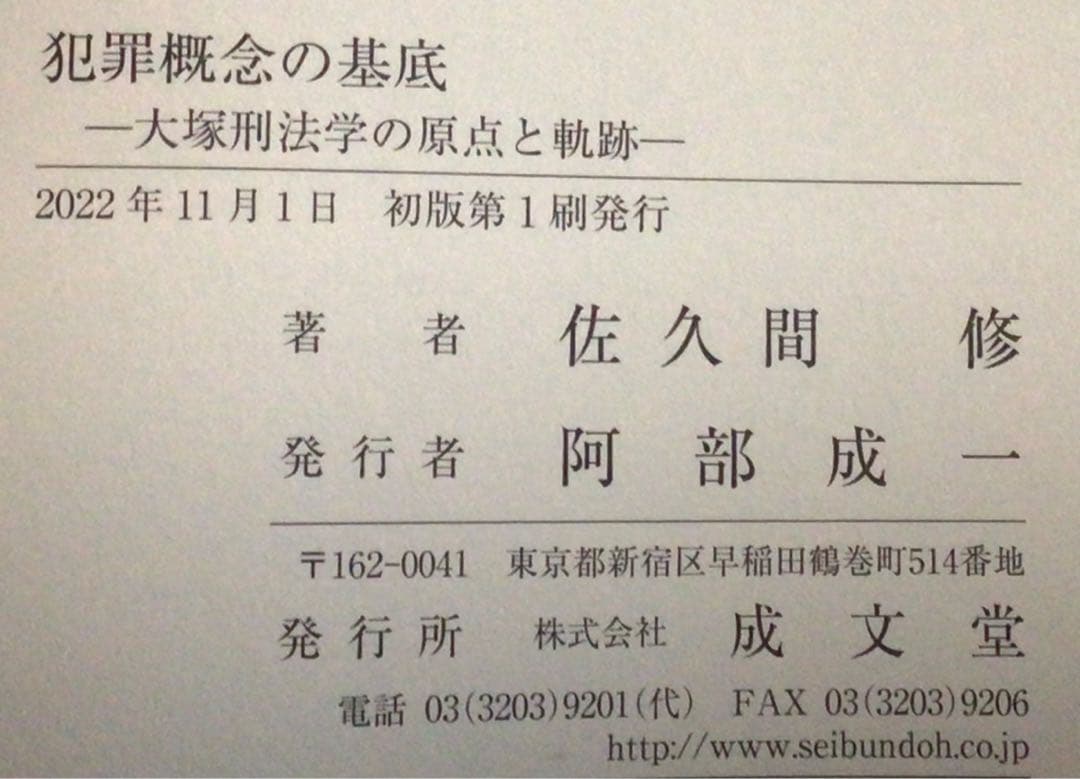 犯罪概念の基底
―大塚刑法学の原点と軌跡―
2022年11月1日 初版第1刷発行
著者 佐久間 修
発行者 阿部成一
〒162-0041 東京都新宿区早稲田鶴巻町514番地
発行所 株式会社 成文堂
電話 03(3203)9201(代) FAX 03(3203)9206
http://www.seibundoh.co.jp